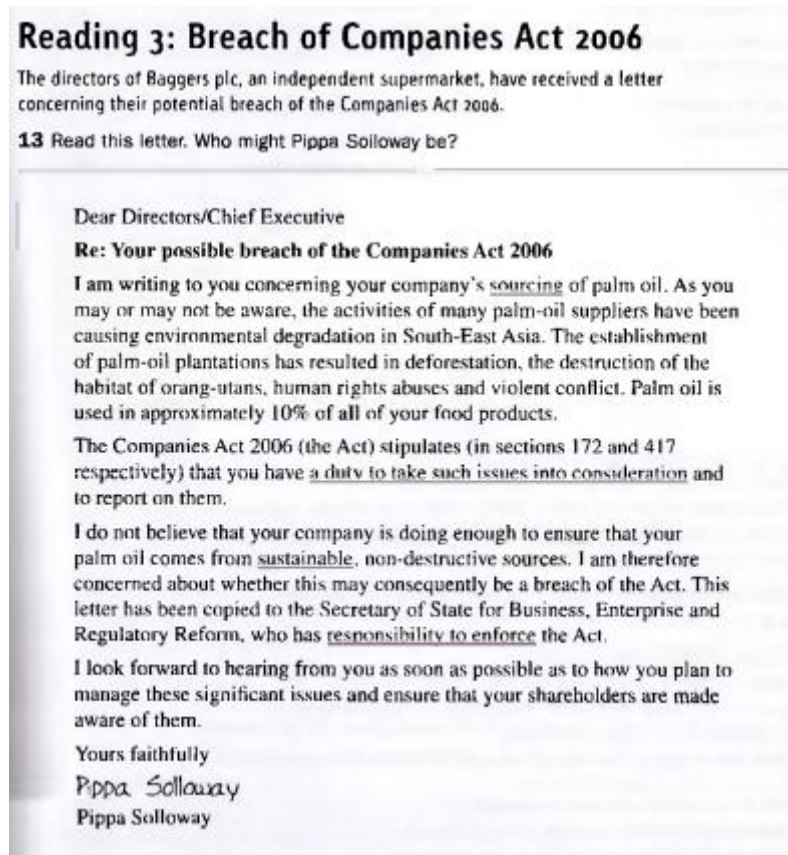 Reading 3: Breach of Companies Act 2006
The directors of Baggers plc, an independent supermarket, have received a letter
concerning their potential breach of the Companies Act 2006.
13 Read this letter. Who might Pippa Solloway be?
Dear Directors/Chief Executive
Re: Your possible breach of the Companies Act 2006
I am writing to you concerning your company's sourcing of palm oil. As you
may or may not be aware, the activities of many palm-oil suppliers have been
causing environmental degradation in South-East Asia. The establishment
of palm-oil plantations has resulted in deforestation, the destruction of the
habitat of orang-utans, human rights abuses and violent conflict. Palm oil is
used in approximately 10% of all of your food products.
The Companies Act 2006 (the Act) stipulates (in sections 172 and 417
respectively) that you have a duty to take such issues into consideration and
to report on them.
I do not believe that your company is doing enough to ensure that your
palm oil comes from sustainable, non-destructive sources. I am therefore
concerned about whether this may consequently be a breach of the Act. This
letter has been copied to the Secretary of State for Business, Enterprise and
Regulatory Reform, who has responsibility to enforce the Act.
I look forward to hearing from you as soon as possible as to how you plan to
manage these significant issues and ensure that your shareholders are made
aware of them.
Yours faithfully
Pippa Solloway
Pippa Solloway